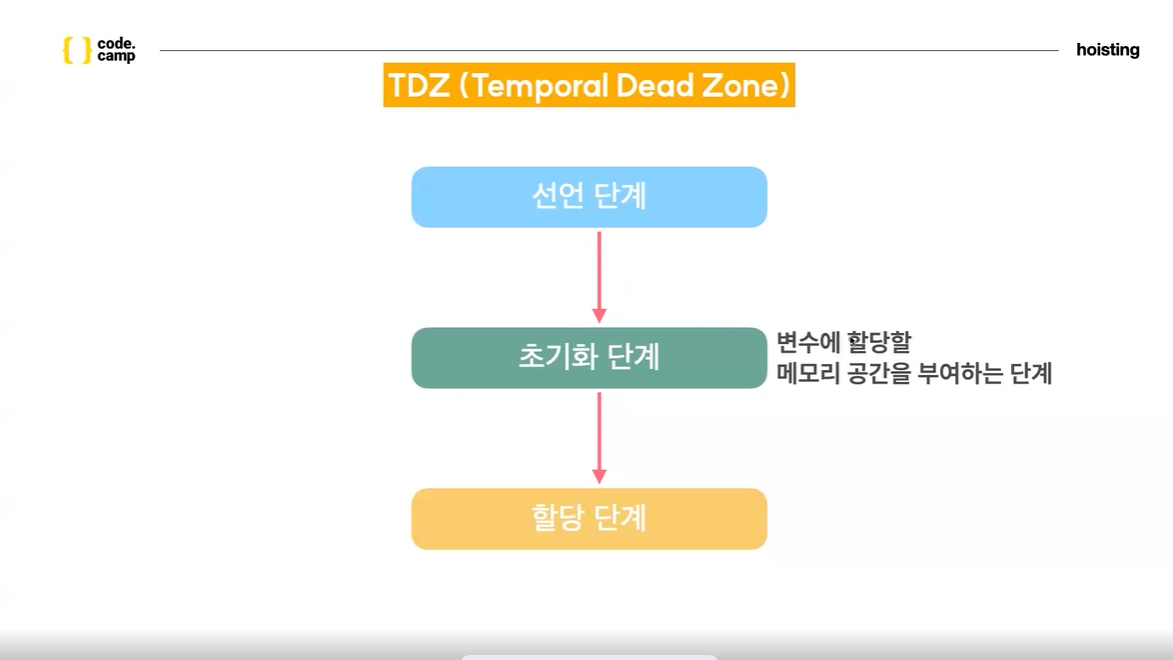 { } code.
camp
hoisting
TDZ (Temporal Dead Zone)
선언 단계
초기화 단계
변수에 할당할
메모리 공간을 부여하는 단계
할당 단계